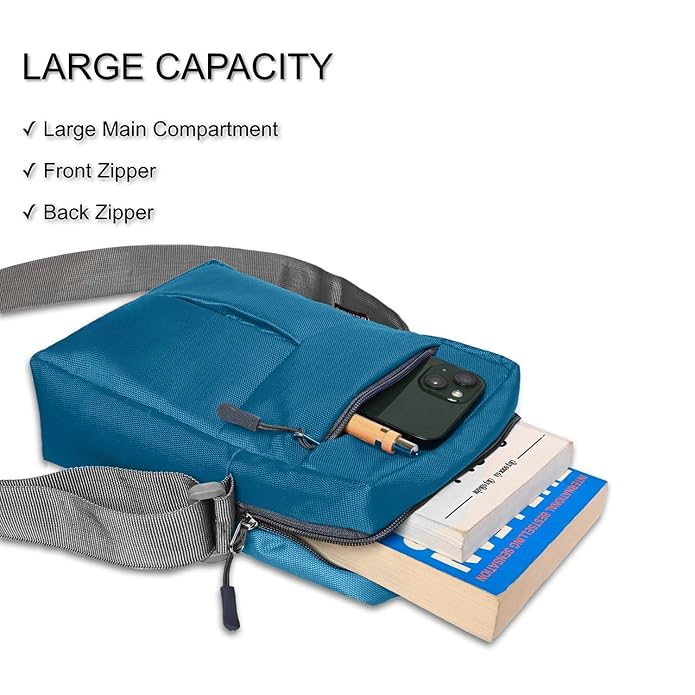 LARGE CAPACITY
✓ Large Main Compartment
✓ Front Zipper
✓ Back Zipper
INTERNATIONAL
BESTSELLING SENSATION